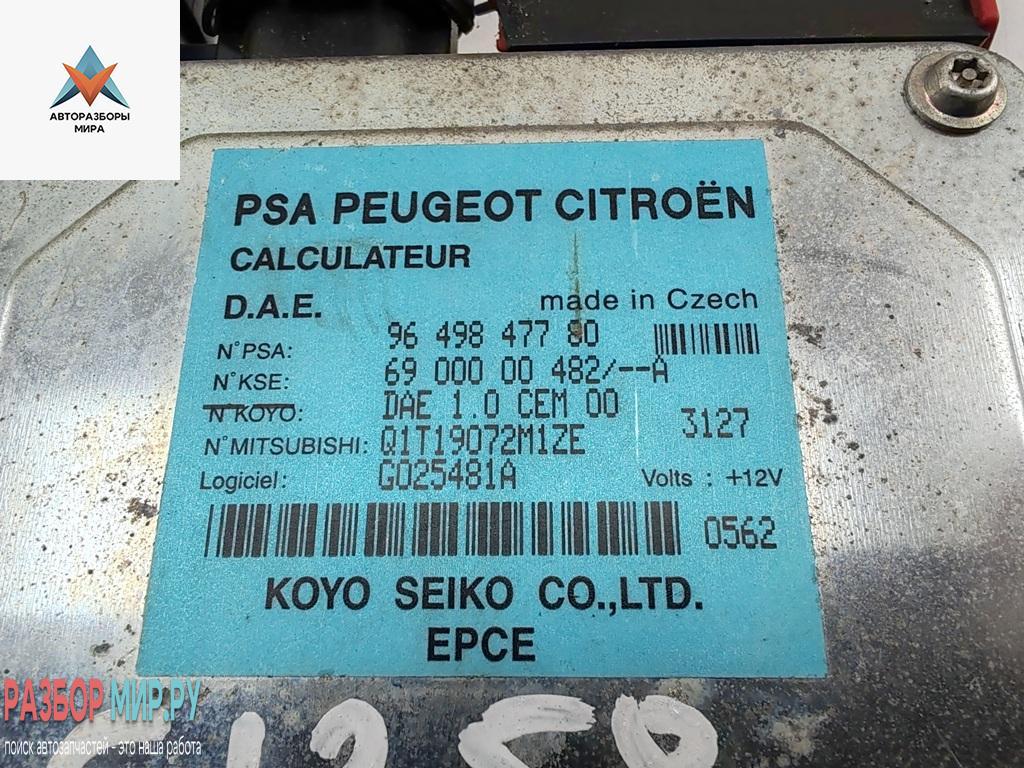 АВТОРАЗБОРЫ
МИРА
PSA PEUGEOT CITROËN
CALCULATEUR
D.A.E. made in Czech
N°PSA: 96 498 477 80
N°KSE: 69 000 00 482/--A
N°KOYO: DAE 1.0 CEM 00 3127
N°MITSUBISHI: Q1T19072M1ZE
Logiciel: G025481A Volts : +12V
0562
KOYO SEIKO CO.,LTD.
EPCE
РАЗБОРМИР.РУ
поиск автозапчастей - это наша работа